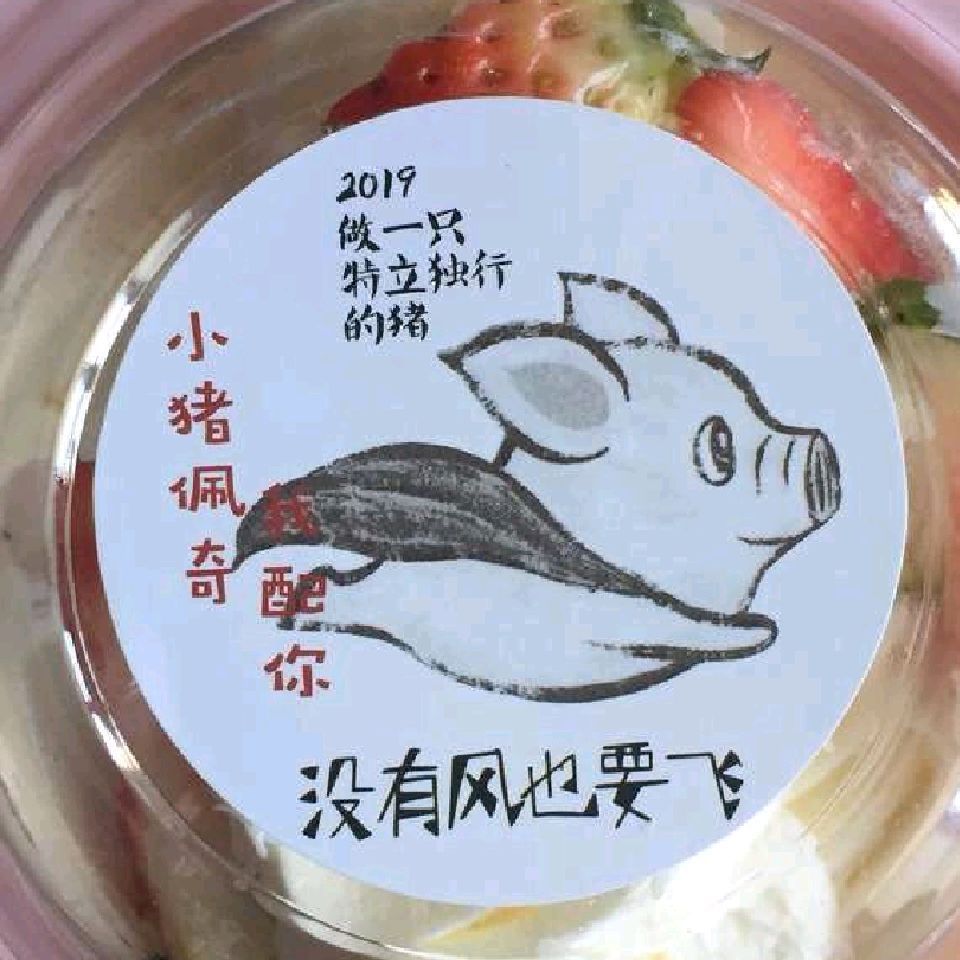 2019
做一只
特立独行
的猪
小猪佩奇
我配你
没有风也要飞